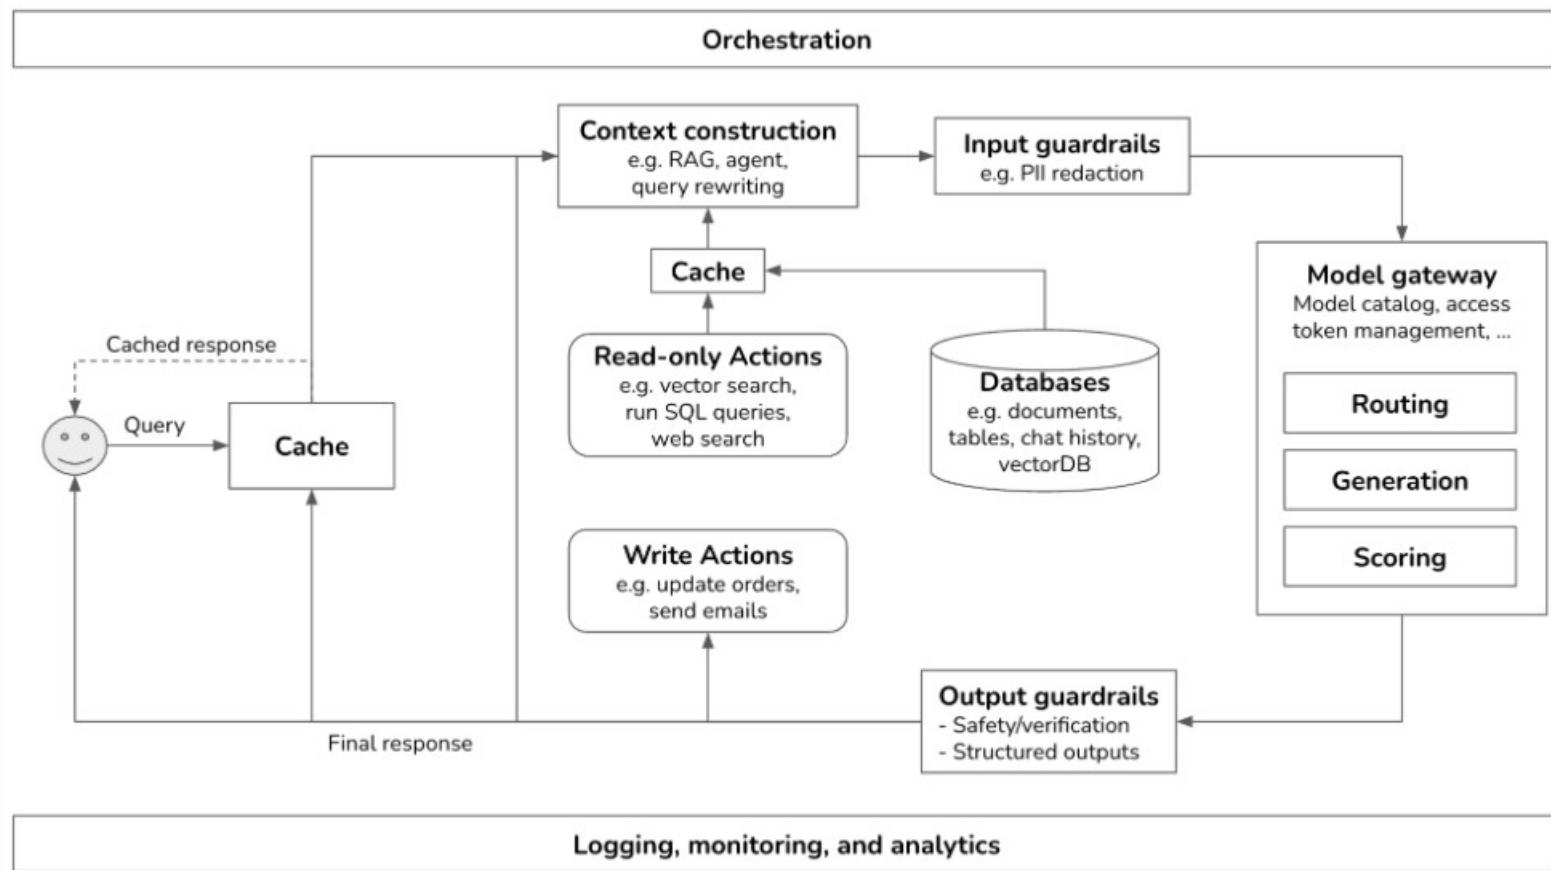 Orchestration
Context construction
e.g. RAG, agent,
query rewriting
Input guardrails
e.g. PII redaction
Cache
Model gateway
Model catalog, access
token management, ...
Routing
Generation
Scoring
Cached response
Query
Cache
Read-only Actions
e.g. vector search,
run SQL queries,
web search
Databases
e.g. documents,
tables, chat history,
vectorDB
Write Actions
e.g. update orders,
send emails
Output guardrails
- Safety/verification
- Structured outputs
Final response
Logging, monitoring, and analytics